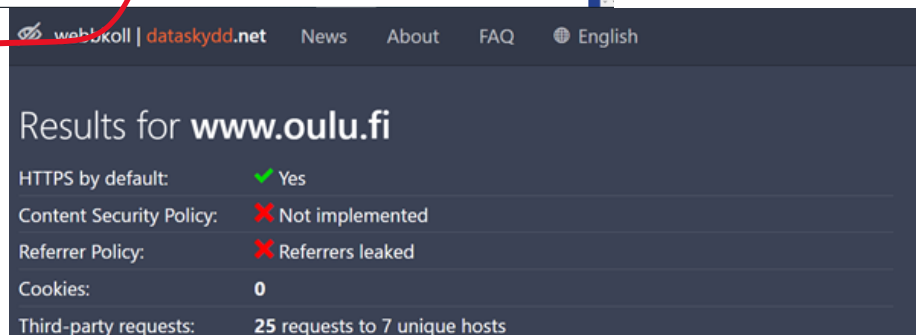 webbkoll | dataskydd.net News About FAQ English
Results for www.oulu.fi
HTTPS by default: Yes
Content Security Policy: Not implemented
Referrer Policy: Referrers leaked
Cookies: 0
Third-party requests: 25 requests to 7 unique hosts